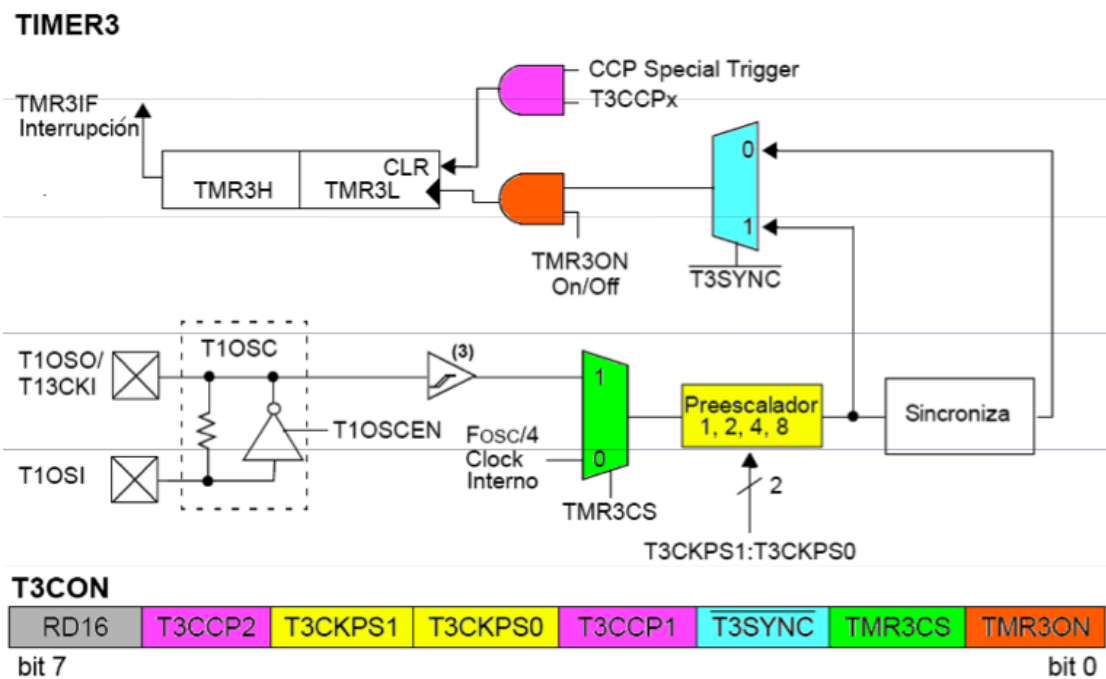 TIMER3
CCP Special Trigger
T3CCPx
TMR3IF
Interrupción
CLR
TMR3H
TMR3L
0
1
TMR3ON
On/Off
T3SYNC
T1OSO/
T13CKI
T1OSC
(3)
1
Preescalador
1, 2, 4, 8
Sincroniza
T1OSCEN
FOSC/4
Clock
Interno
0
T1OSI
2
TMR3CS
T3CKPS1:T3CKPS0
T3CON
RD16 T3CCP2 T3CKPS1 T3CKPS0 T3CCP1 T3SYNC TMR3CS TMR3ON
bit 7 bit 0